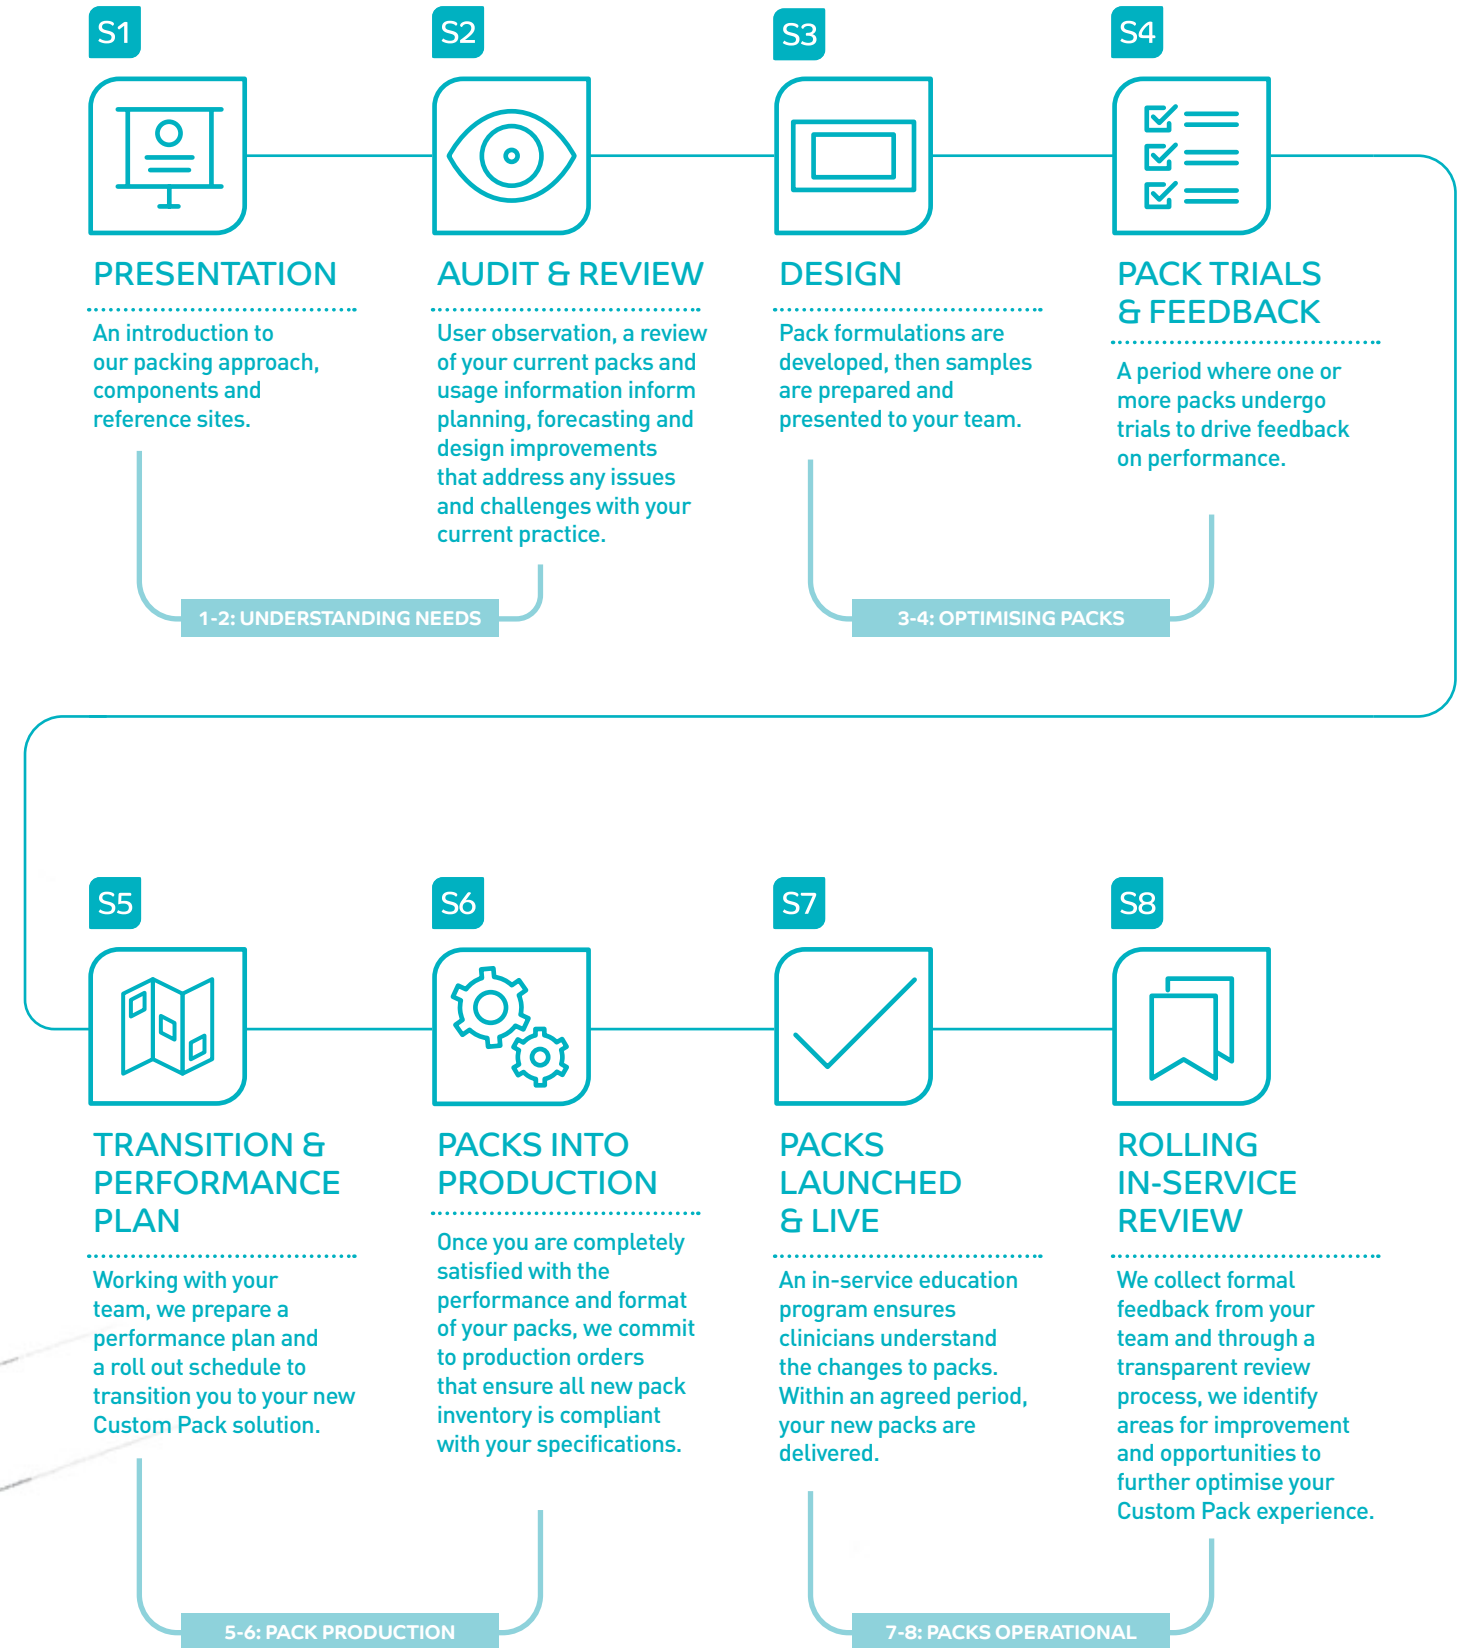 S1
PRESENTATION
An introduction to
our packing approach,
components and
reference sites.
S2
AUDIT & REVIEW
User observation, a review
of your current packs and
usage information inform
planning, forecasting and
design improvements
that address any issues
and challenges with your
current practice.
1-2: UNDERSTANDING NEEDS
S3
DESIGN
Pack formulations are
developed, then samples
are prepared and
presented to your team.
S4
PACK TRIALS
& FEEDBACK
A period where one or
more packs undergo
trials to drive feedback
on performance.
3-4: OPTIMISING PACKS
S5
TRANSITION &
PERFORMANCE
PLAN
Working with your
team, we prepare a
performance plan and
a roll out schedule to
transition you to your new
Custom Pack solution.
S6
PACKS INTO
PRODUCTION
Once you are completely
satisfied with the
performance and format
of your packs, we commit
to production orders
that ensure all new pack
inventory is compliant
with your specifications.
5-6: PACK PRODUCTION
S7
PACKS
LAUNCHED
& LIVE
An in-service education
program ensures
clinicians understand
the changes to packs.
Within an agreed period,
your new packs are
delivered.
S8
ROLLING
IN-SERVICE
REVIEW
We collect formal
feedback from your
team and through a
transparent review
process, we identify
areas for improvement
and opportunities to
further optimise your
Custom Pack experience.
7-8: PACKS OPERATIONAL